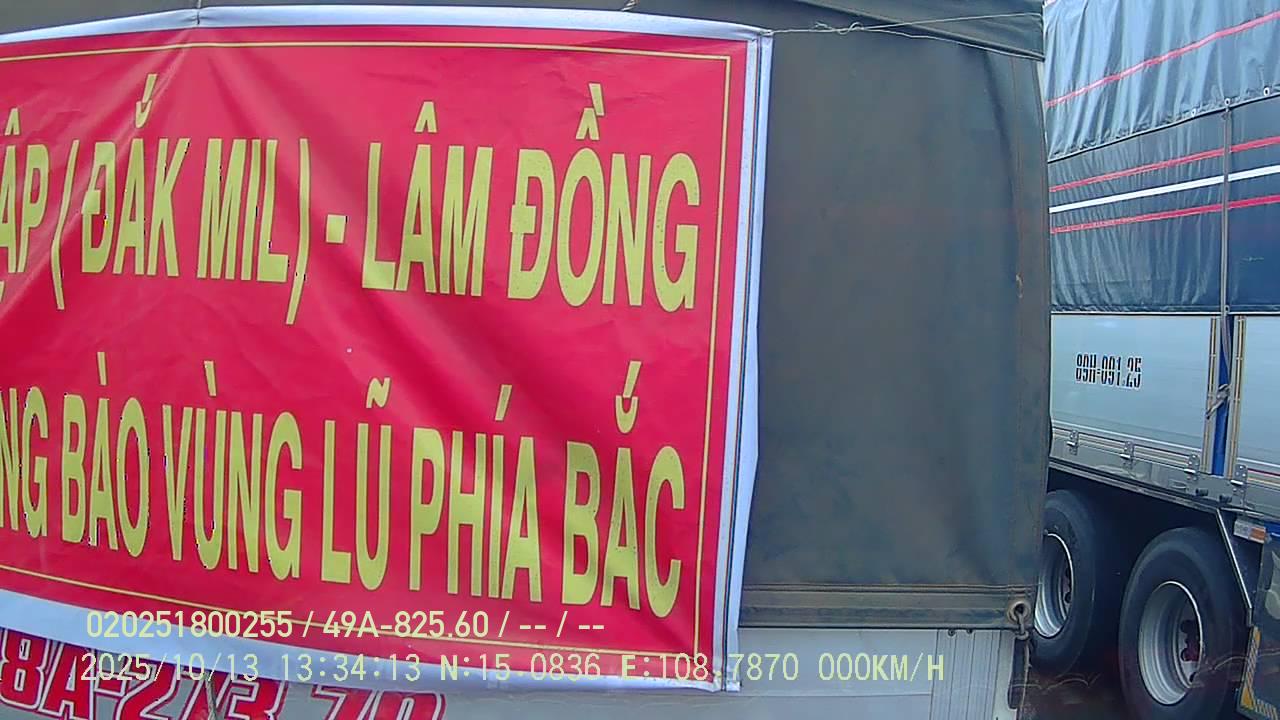 ẬP ( ĐẮK MIL ) - LÂM ĐỒNG
NG BÀO VÙNG LŨ PHÍA BẮC
89H-091.25
020251800255 / 49A-825.60 / -- / --
2025/10/13 13:34:13 N:15.0836 E:108.7870 000KM/H